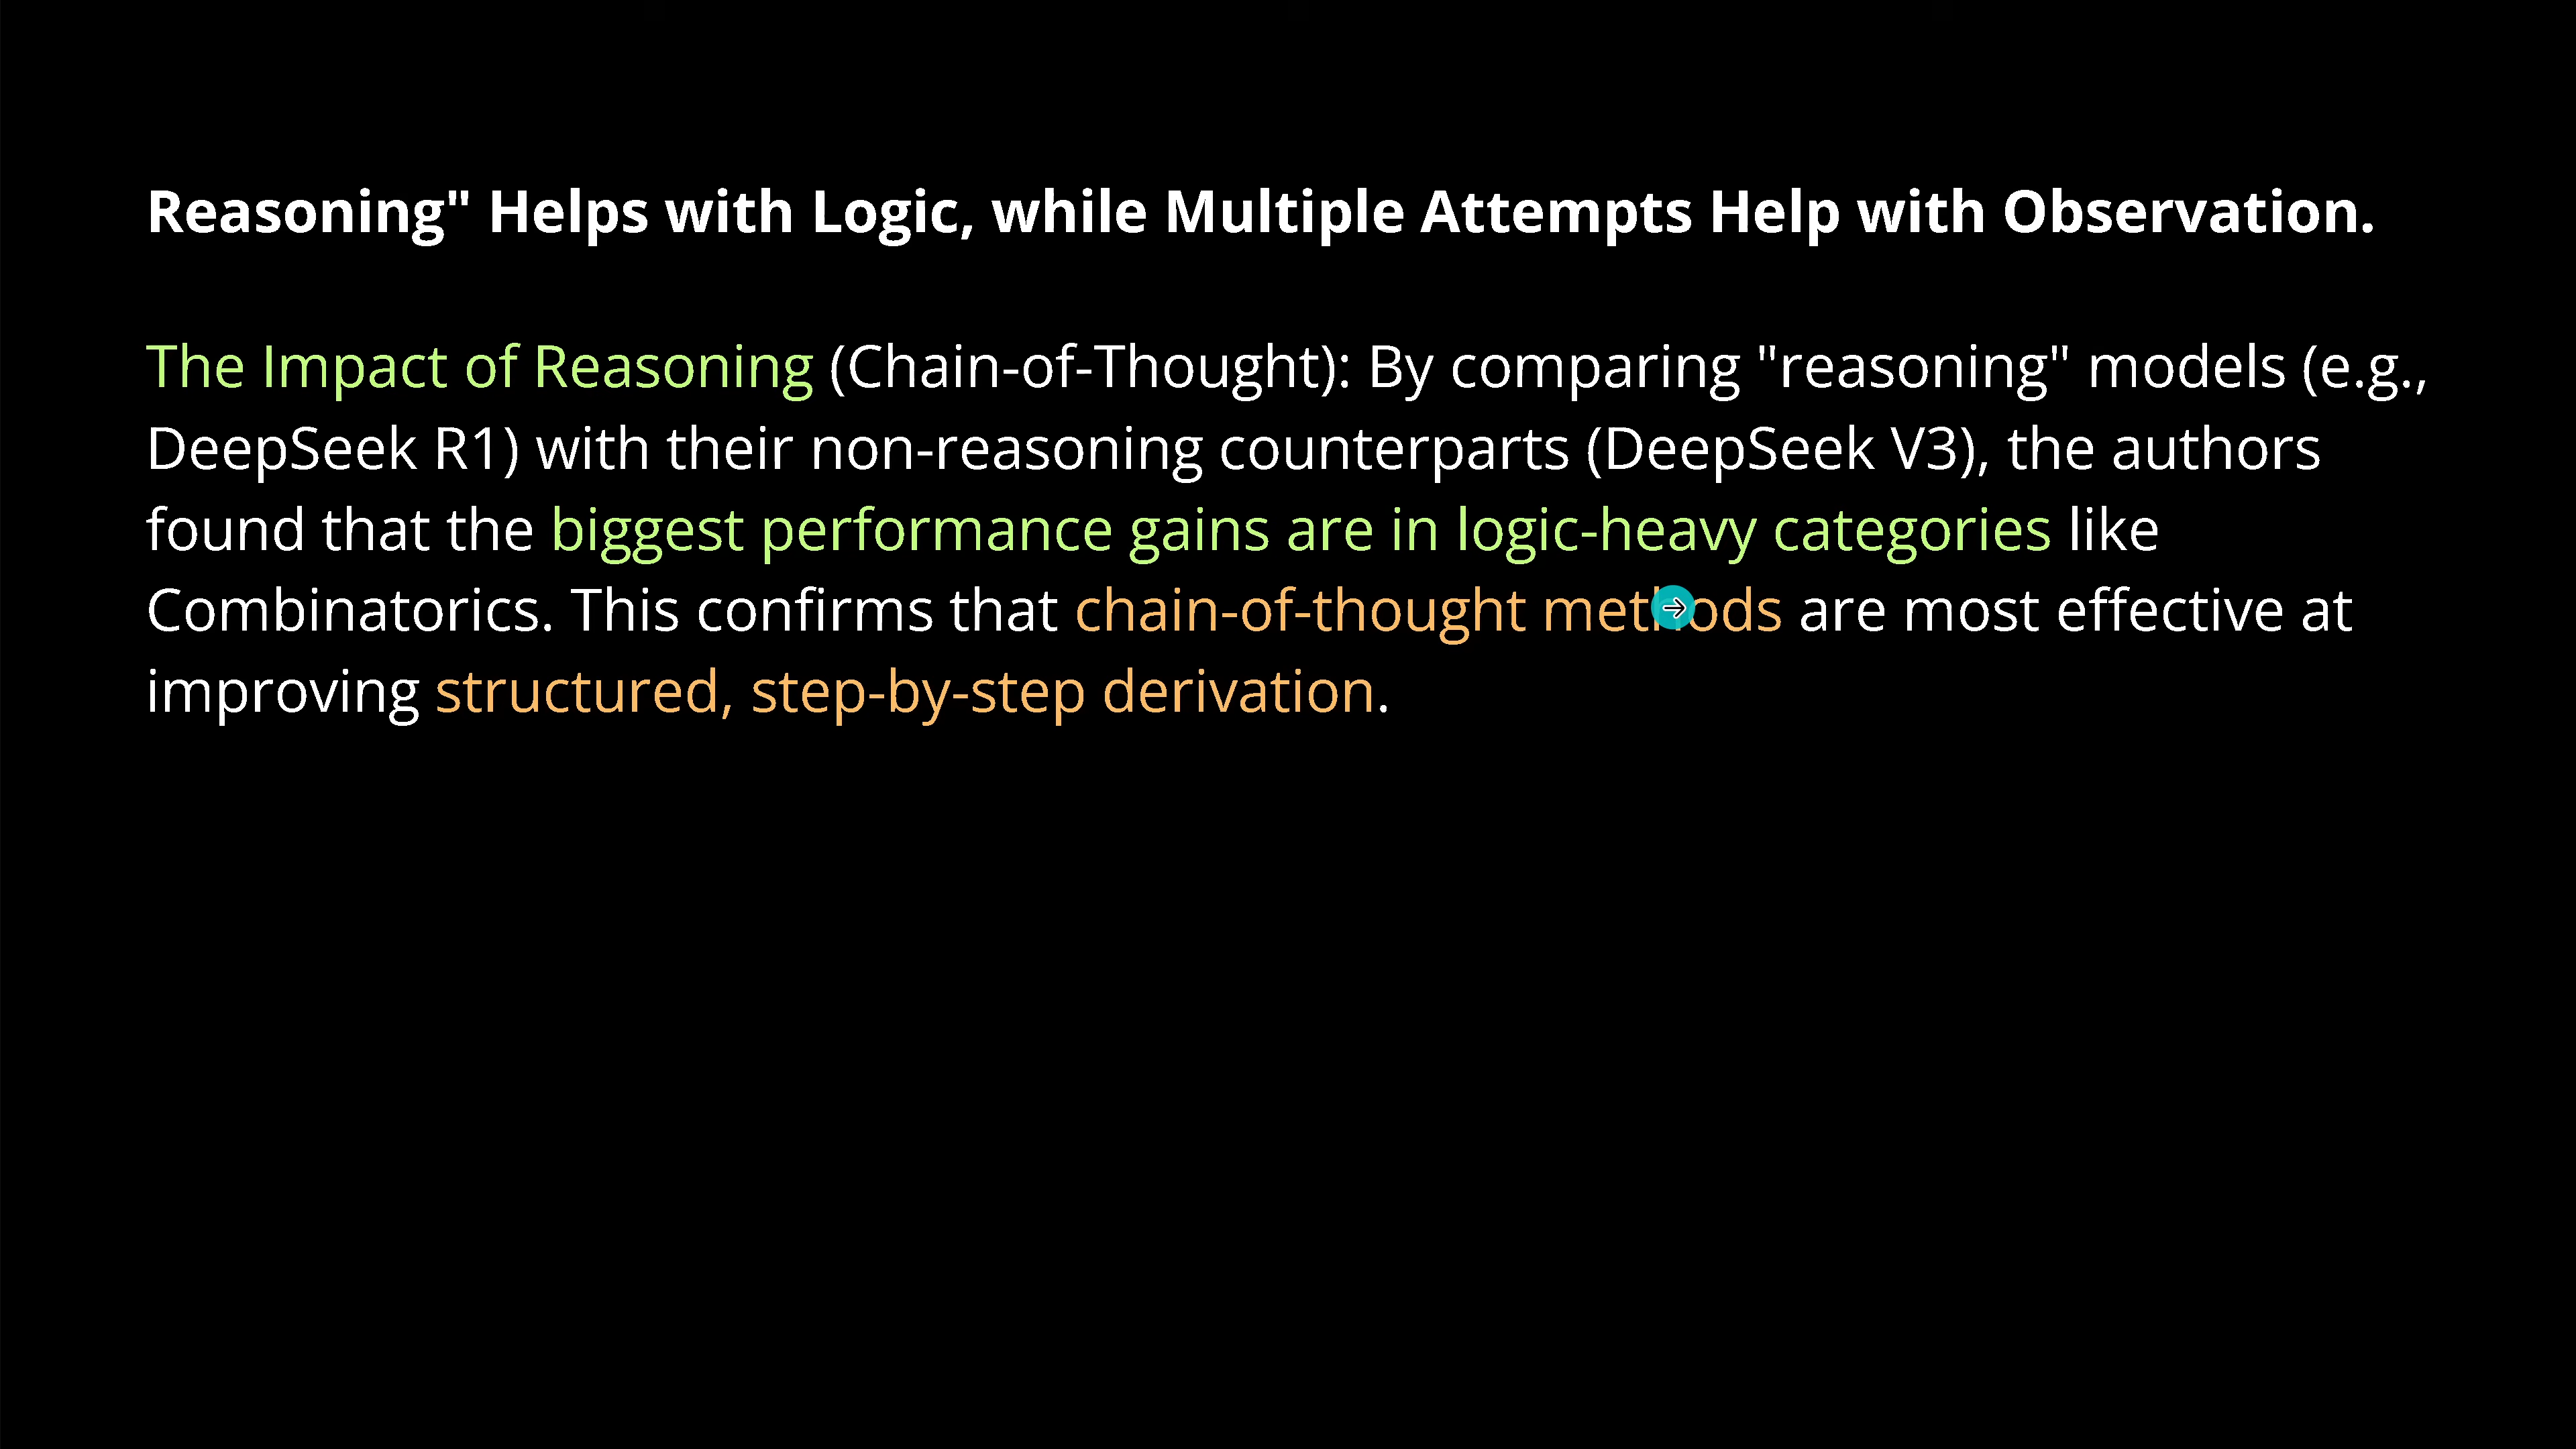 Reasoning" Helps with Logic, while Multiple Attempts Help with Observation.
The Impact of Reasoning (Chain-of-Thought): By comparing "reasoning" models (e.g.,
DeepSeek R1) with their non-reasoning counterparts (DeepSeek V3), the authors
found that the biggest performance gains are in logic-heavy categories like
Combinatorics. This confirms that chain-of-thought methods are most effective at
improving structured, step-by-step derivation.